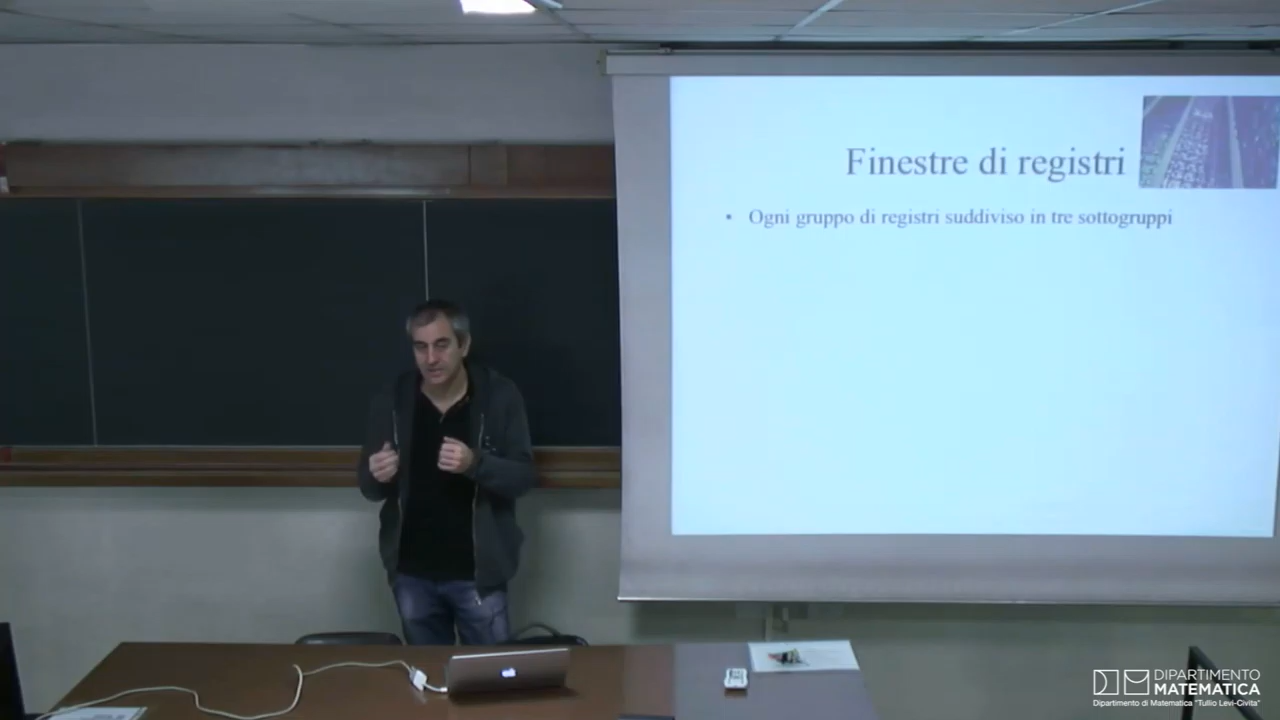 Finestre di registri
• Ogni gruppo di registri suddiviso in tre sottogruppi
DIPARTIMENTO
MATEMATICA
Dipartimento di Matematica "Tullio Levi-Civita"